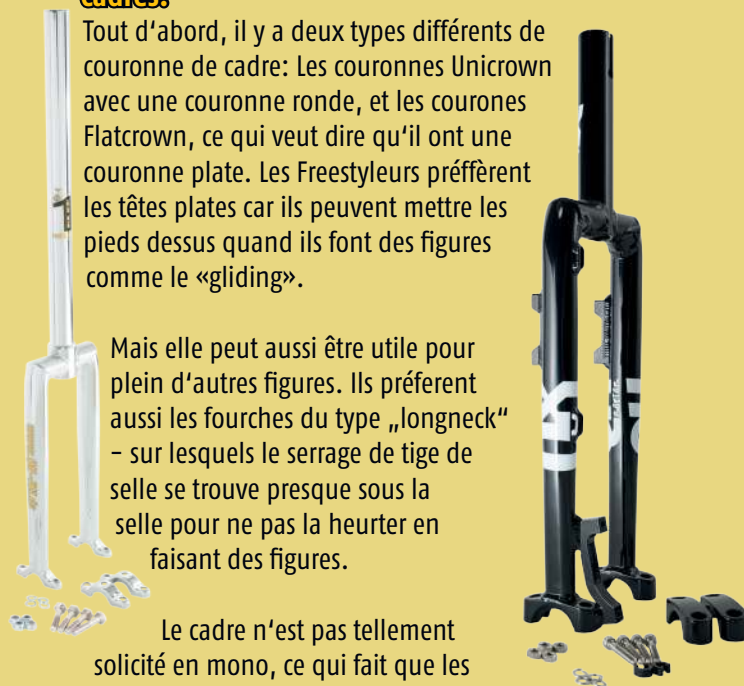 cadres:
Tout d‘abord, il y a deux types différents de
couronne de cadre: Les couronnes Unicrown
avec une couronne ronde, et les courones
Flatcrown, ce qui veut dire qu‘il ont une
couronne plate. Les Freestyleurs préffèrent
les têtes plates car ils peuvent mettre les
pieds dessus quand ils font des figures
comme le «gliding».
Mais elle peut aussi être utile pour
plein d‘autres figures. Ils préferent
aussi les fourches du type „longneck“
– sur lesquels le serrage de tige de
selle se trouve presque sous la
selle pour ne pas la heurter en
faisant des figures.
Le cadre n‘est pas tellement
solicité en mono, ce qui fait que les